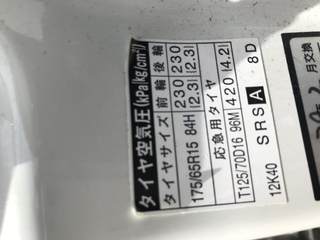 タイヤ空気圧(kPa{kg/cm²})
タイヤサイズ 前輪 後輪
175/65R15 84H 230{2.3} 230{2.3}
応急用タイヤ
T125/70D16 96M 420{4.2}
SRS A 8D
12K40
月交換